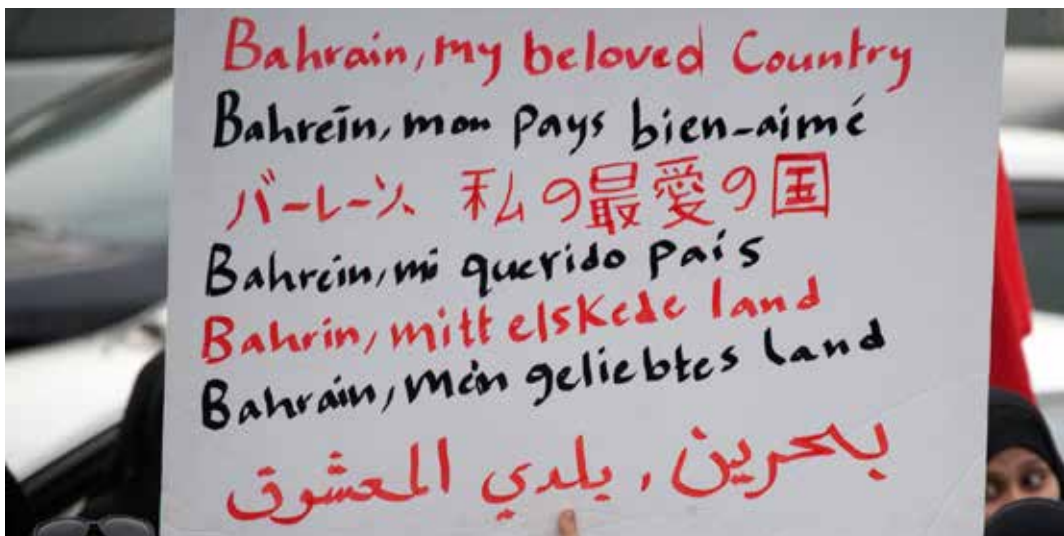 Bahrain, my beloved Country
Bahreïn, mon pays bien-aimé
バーレーン、私の最愛の国
Bahrein, mi querido país
Bahrin, mitt elskede land
Bahrain, Mein geliebtes land
بحرين, بلدي المعشوق